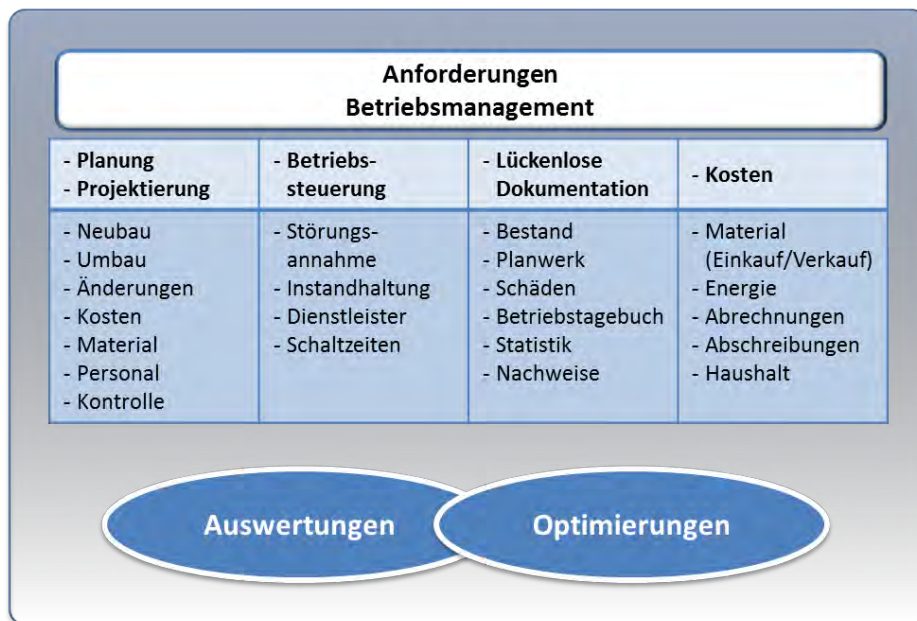 Anforderungen
Betriebsmanagement
- Planung
- Projektierung
- Betriebs-
steuerung
- Lückenlose
Dokumentation
- Kosten
- Neubau
- Umbau
- Änderungen
- Kosten
- Material
- Personal
- Kontrolle
- Störungs-
annahme
- Instandhaltung
- Dienstleister
- Schaltzeiten
- Bestand
- Planwerk
- Schäden
- Betriebstagebuch
- Statistik
- Nachweise
- Material
(Einkauf/Verkauf)
- Energie
- Abrechnungen
- Abschreibungen
- Haushalt
Auswertungen
Optimierungen